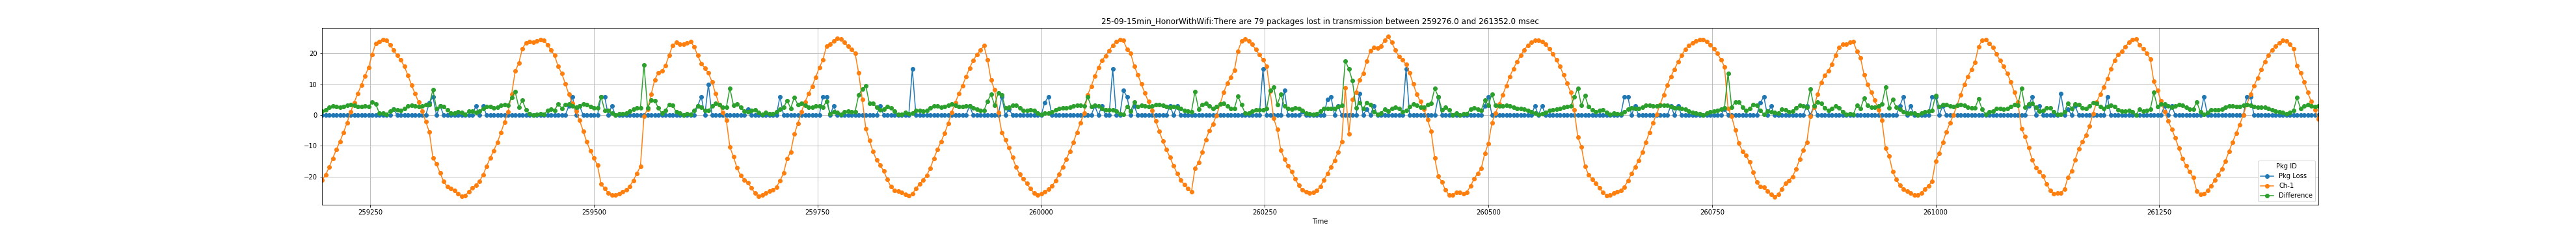 25-09-15min_HonorWithWifi:There are 79 packages lost in transmission between 259276.0 and 261352.0 msec
20
10
0
−10
−20
259250 259500 259750 260000 260250 260500 260750 261000 261250
Time
Pkg ID
Pkg Loss
Ch-1
Difference